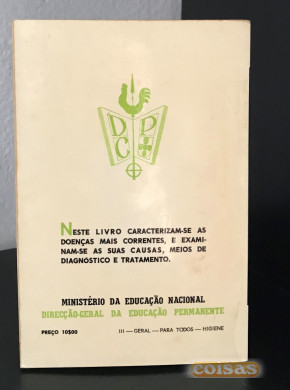 D P
C
NESTE LIVRO CARACTERIZAM-SE AS
DOENÇAS MAIS CORRENTES, E EXAMI-
NAM-SE AS SUAS CAUSAS, MEIOS DE
DIAGNÓSTICO E TRATAMENTO.
MINISTÉRIO DA EDUCAÇÃO NACIONAL
DIRECÇÃO-GERAL DA EDUCAÇÃO PERMANENTE
PREÇO 10$00 III — GERAL — PARA TODOS — HIGIENE
coisas